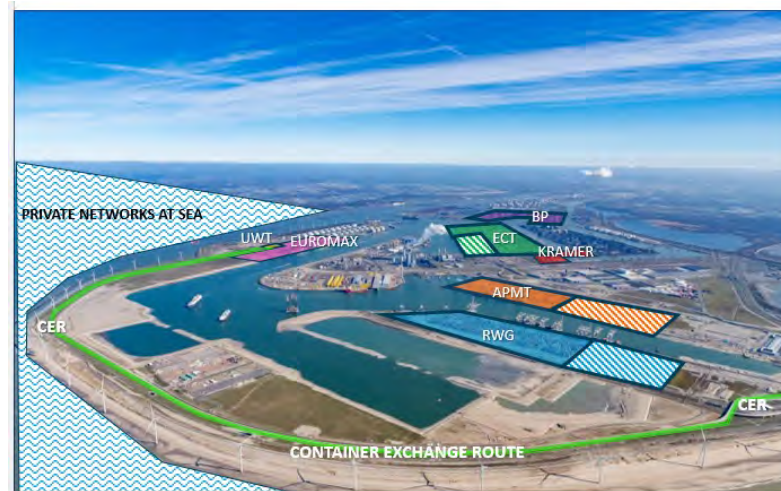 BP
PRIVATE NETWORKS AT SEA
ECT
UWT
EUROMAX
KRAMER
APMT
CER
RWG
CER
CONTAINER EXCHANGE ROUTE